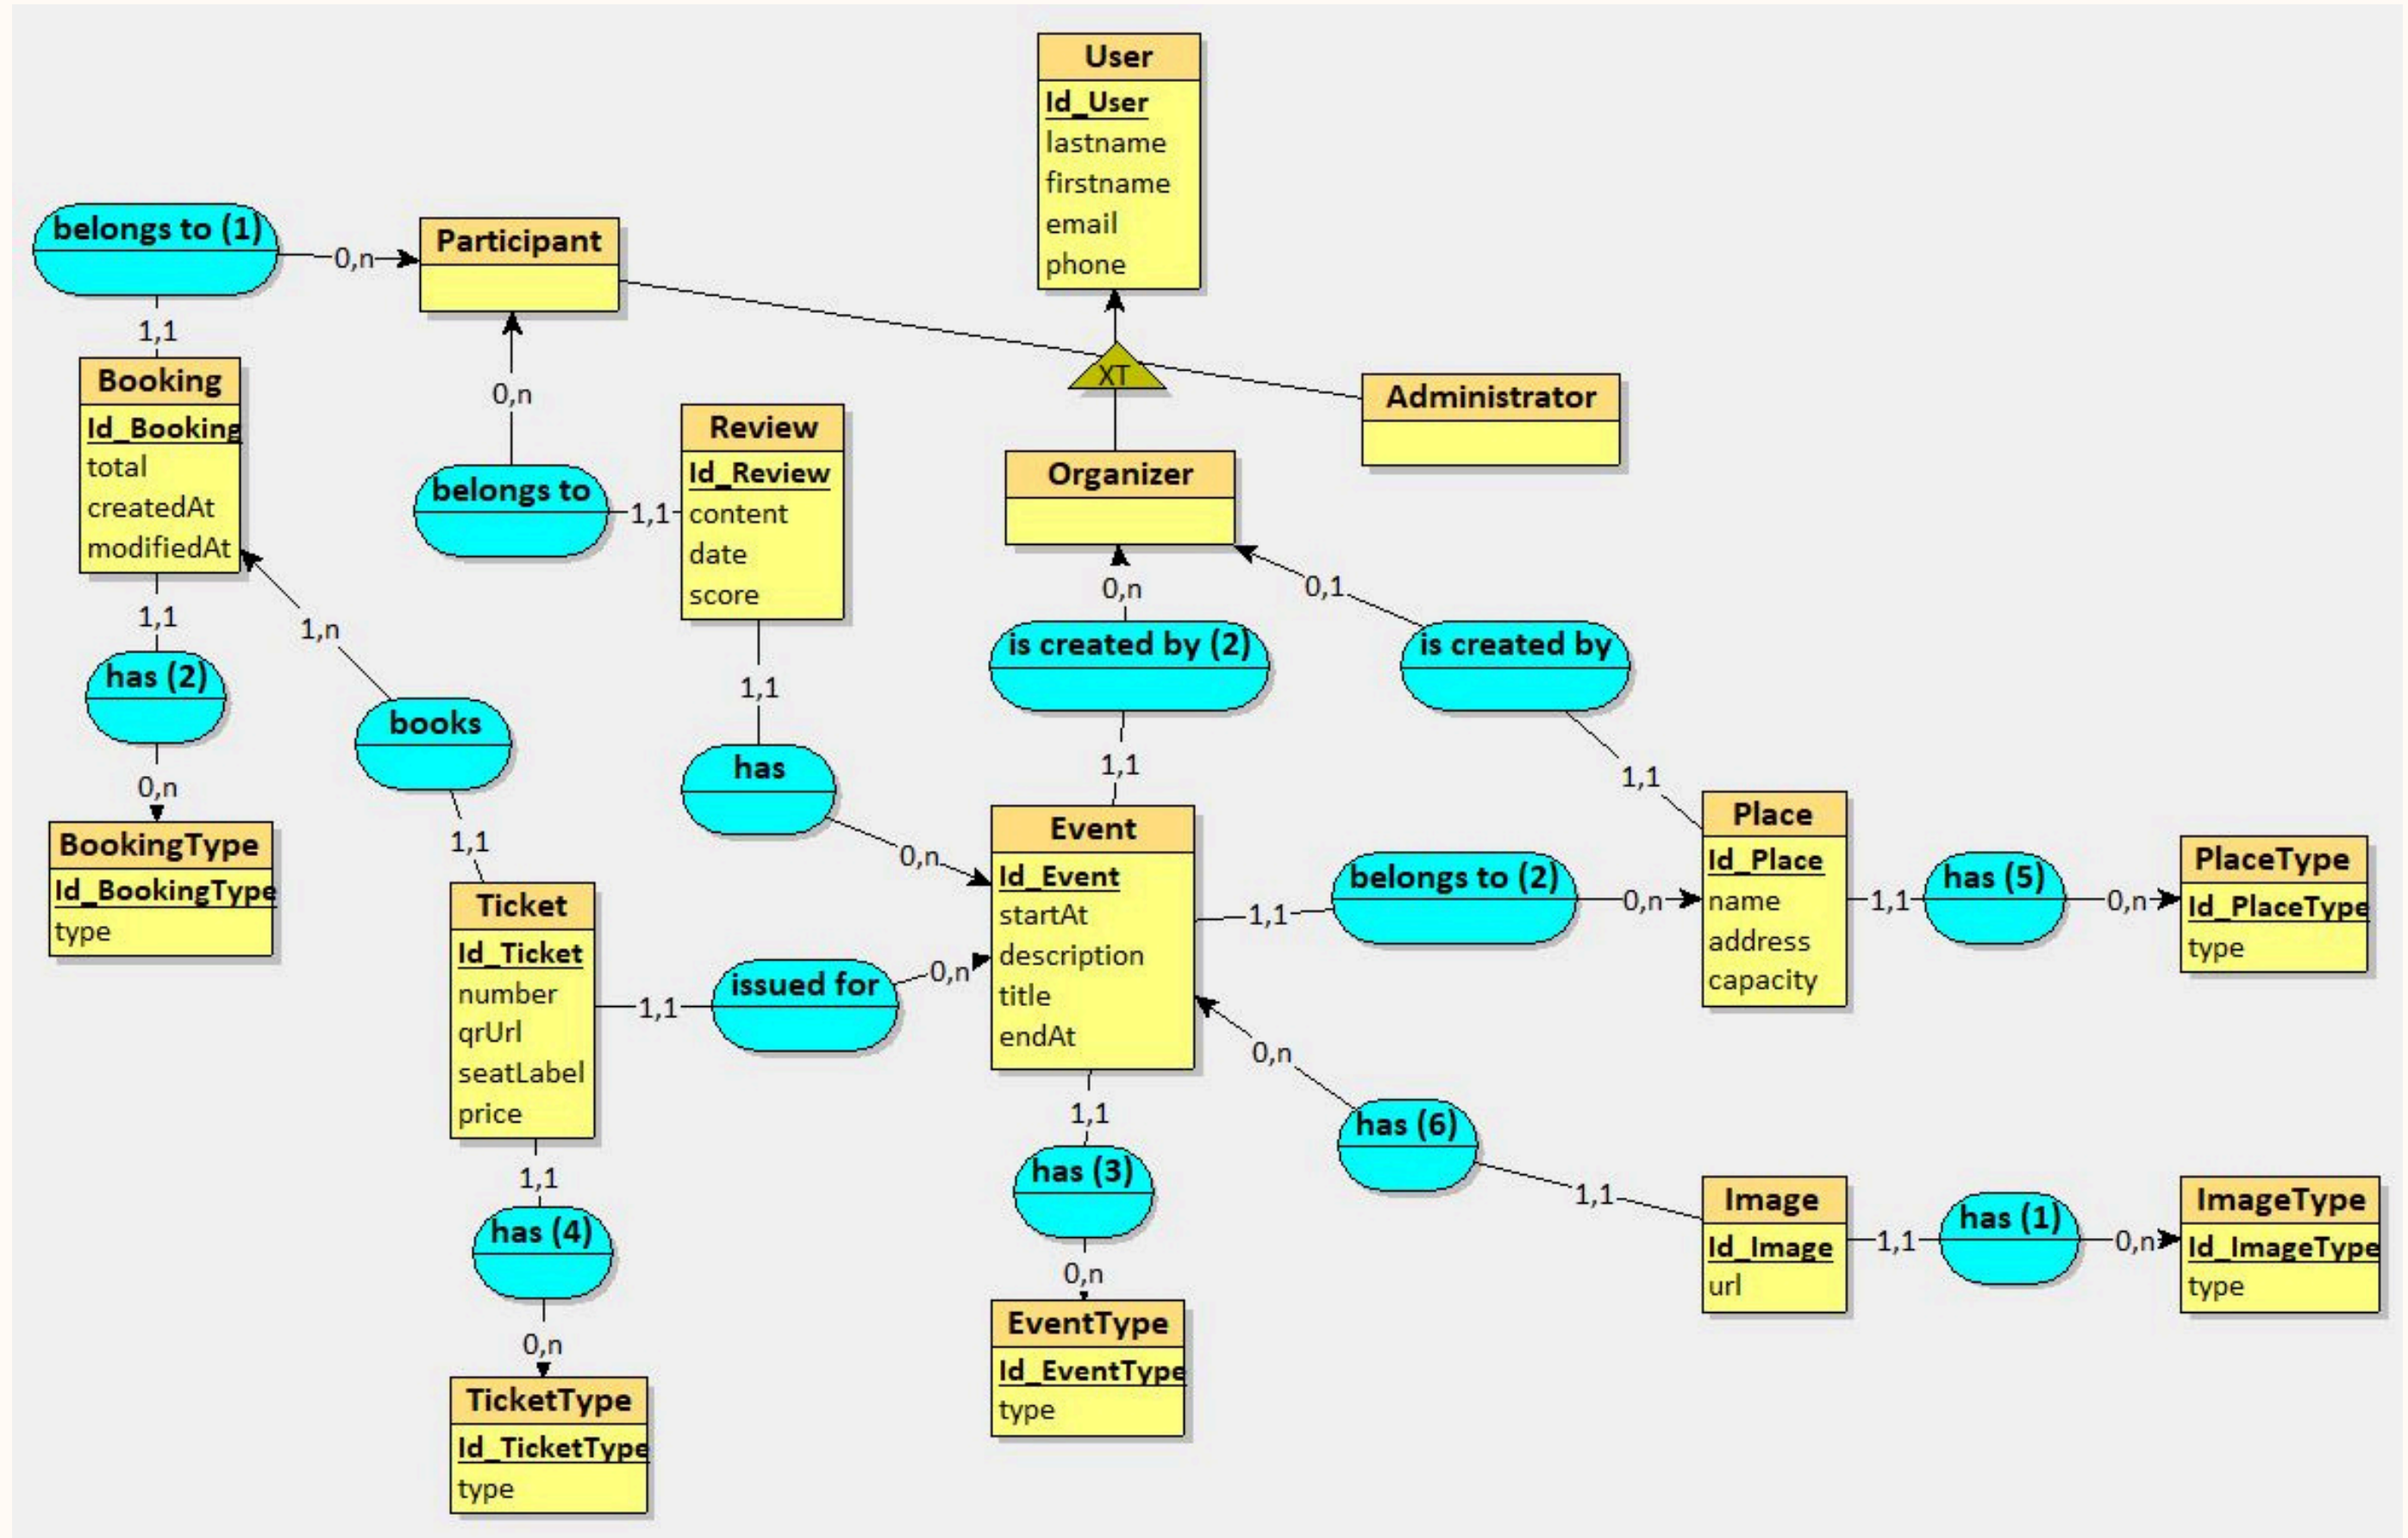 User
Id_User
lastname
firstname
email
phone
belongs to (1)
0,n
Participant
1,1
XT
Administrator
Booking
Id_Booking
total
createdAt
modifiedAt
0,n
belongs to
1,1
Review
Id_Review
content
date
score
Organizer
0,n
0,1
is created by (2)
is created by
1,1
1,1
1,1
has (2)
0,n
BookingType
Id_BookingType
type
1,n
books
1,1
1,1
has
0,n
Ticket
Id_Ticket
number
qrUrl
seatLabel
price
1,1
issued for
0,n
Event
Id_Event
startAt
description
title
endAt
1,1
belongs to (2)
0,n
Place
Id_Place
name
address
capacity
1,1
has (5)
0,n
PlaceType
Id_PlaceType
type
0,n
has (6)
1,1
Image
Id_Image
url
1,1
has (1)
0,n
ImageType
Id_ImageType
type
1,1
has (3)
0,n
EventType
Id_EventType
type
1,1
has (4)
0,n
TicketType
Id_TicketType
type